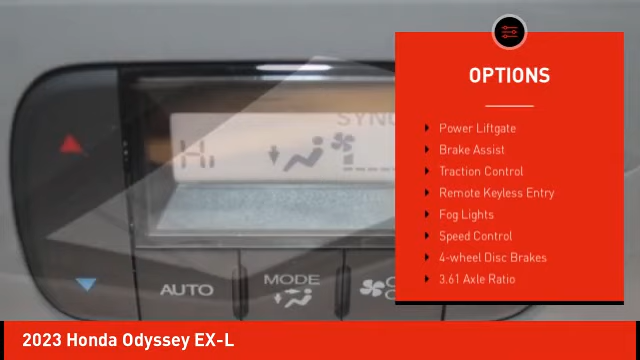 OPTIONS
Power Liftgate
Brake Assist
Traction Control
Remote Keyless Entry
Fog Lights
Speed Control
4-wheel Disc Brakes
3.61 Axle Ratio
SYNC
Hi
AUTO
MODE
2023 Honda Odyssey EX-L